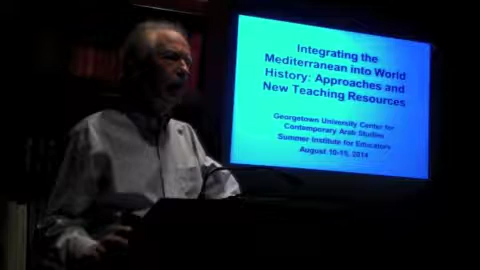 Integrating the
Mediterranean into World
History: Approaches and
New Teaching Resources
Georgetown University Center for
Contemporary Arab Studies
Summer Institute for Educators
August 10-15, 2014